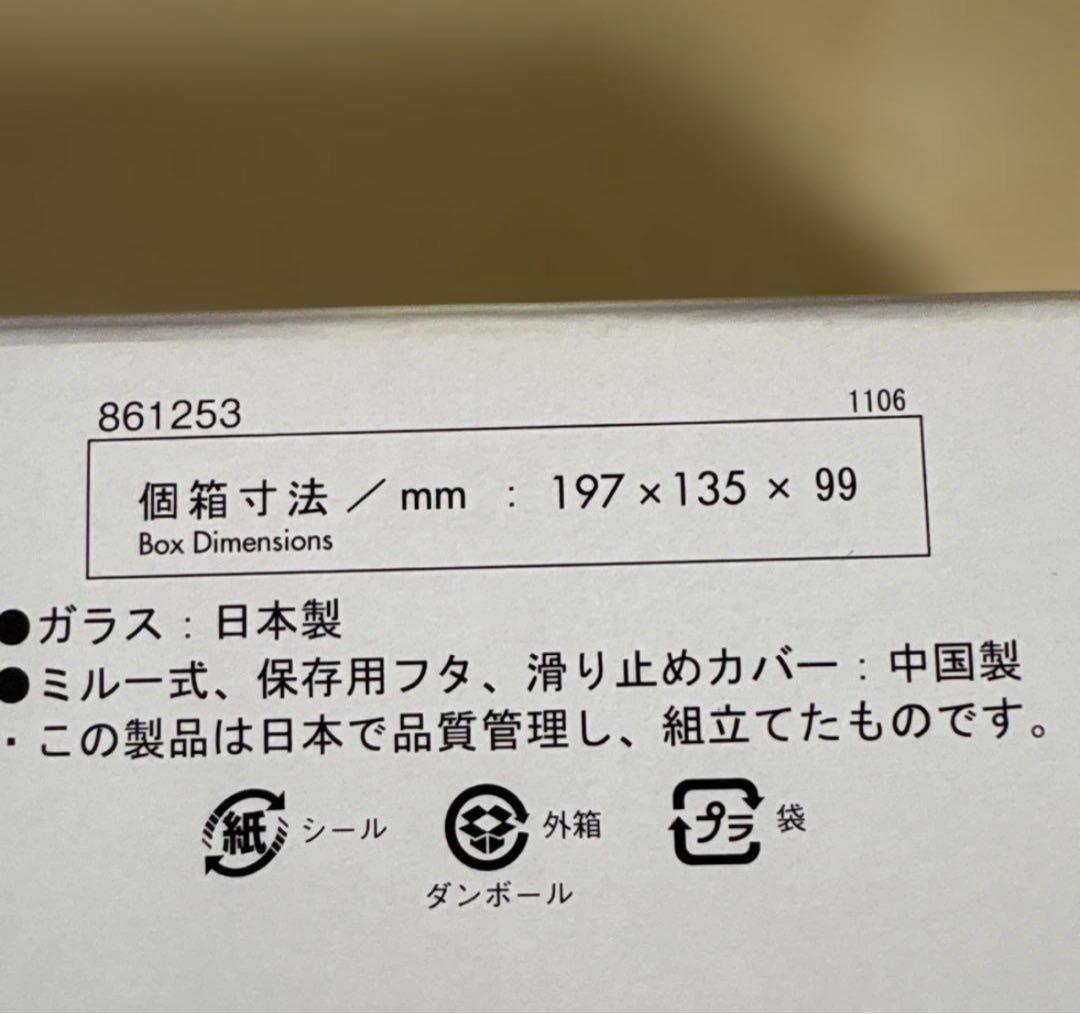 861253 1106
個箱寸法／mm : 197×135×99
Box Dimensions
●ガラス：日本製
●ミル一式、保存用フタ、滑り止めカバー：中国製
・この製品は日本で品質管理し、組立てたものです。
紙 シール 外箱 プラ 袋
ダンボール